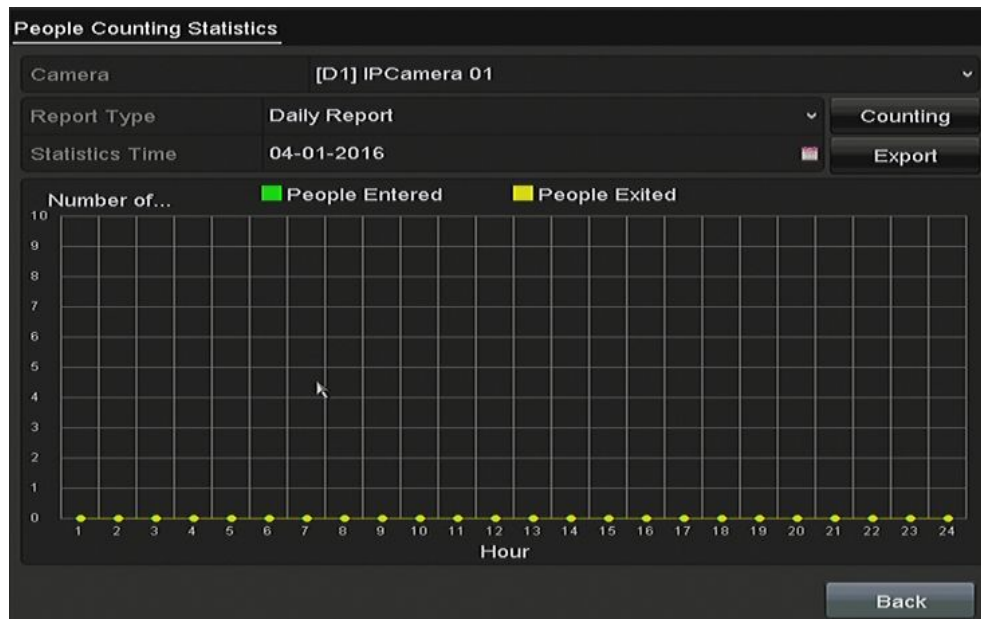 People Counting Statistics
Camera [D1] IPCamera 01
Report Type Daily Report Counting
Statistics Time 04-01-2016 Export
Number of... People Entered People Exited
10
9
8
7
6
5
4
3
2
1
0
1 2 3 4 5 6 7 8 9 10 11 12 13 14 15 16 17 18 19 20 21 22 23 24
Hour
Back